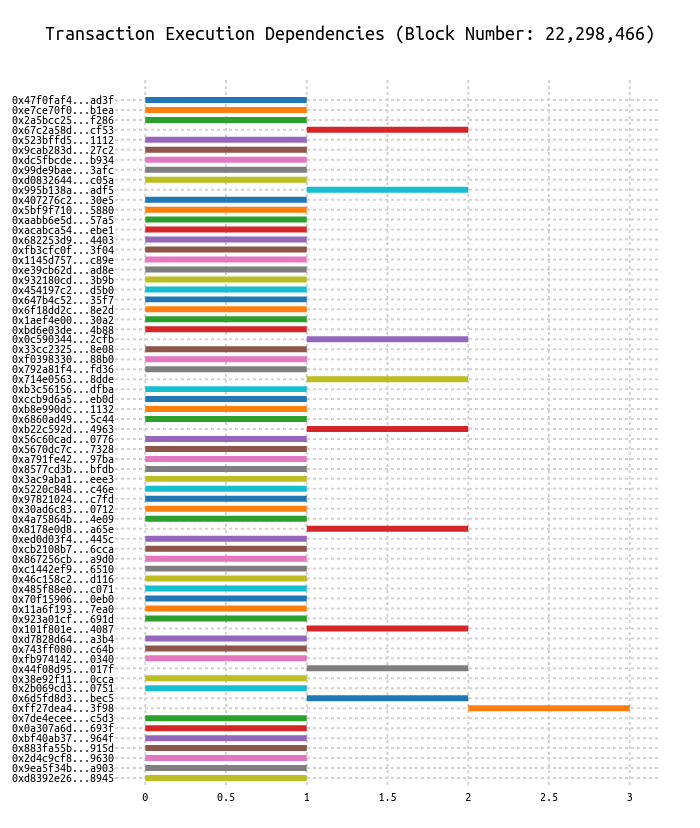 Transaction Execution Dependencies (Block Number: 22,298,466)
0x47f0faf4...ad3f
0xe7ce70f0...b1ea
0x2a5bcc25...f286
0x67c2a58d...cf53
0x523bffd5...1112
0x9cab283d...27c2
0xdc5fbcde...b934
0x99de9bae...3afc
0xd0832644...c05a
0x995b138a...adf5
0x407276c2...30e5
0x5bf9f710...5880
0xaabb6e5d...57a5
0xacabca54...ebe1
0x682253d9...4403
0xfb3cfc0f...3f04
0x1145d757...c89e
0xe39cb62d...ad8e
0x932180cd...3b9b
0x454197c2...d5b0
0x647b4c52...35f7
0x6f18dd2c...8e2d
0x1aef4e00...30a2
0xbd6e03de...4b88
0x0c590344...2cfb
0x33cc2325...8e08
0xf0398330...88b0
0x792a81f4...fd36
0x714e0563...8dde
0xb3c56156...dfba
0xccb9d6a5...eb0d
0xb8e990dc...1132
0x6860ad49...5c44
0xb22c592d...4963
0x56c60cad...0776
0x5670dc7c...7328
0xa791fe42...97ba
0x8577cd3b...bfdb
0x3ac9aba1...eee3
0x5220c848...c46e
0x97821024...c7fd
0x30ad6c83...0712
0x4a75864b...4e09
0x8178e0d8...a65e
0xed0d03f4...445c
0xcb2108b7...6cca
0x867256cb...a9d0
0xc1442ef9...6510
0x46c158c2...d116
0x485f88e0...c071
0x70f15906...0eb0
0x11a6f193...7ea0
0x923a01cf...691d
0x101f801e...4087
0xd7828d64...a3b4
0x743ff080...c64b
0xfb974142...0340
0x44f08d95...017f
0x38e92f11...0cca
0x2b069cd3...0751
0x6d5fd8d3...bec5
0xff27dea4...3f98
0x7de4ecee...c5d3
0x0a307a6d...693f
0xbf40ab37...964f
0x883fa55b...915d
0x2d4c9cf8...9630
0x9ea5f34b...a903
0xd8392e26...8945
0 0.5 1 1.5 2 2.5 3